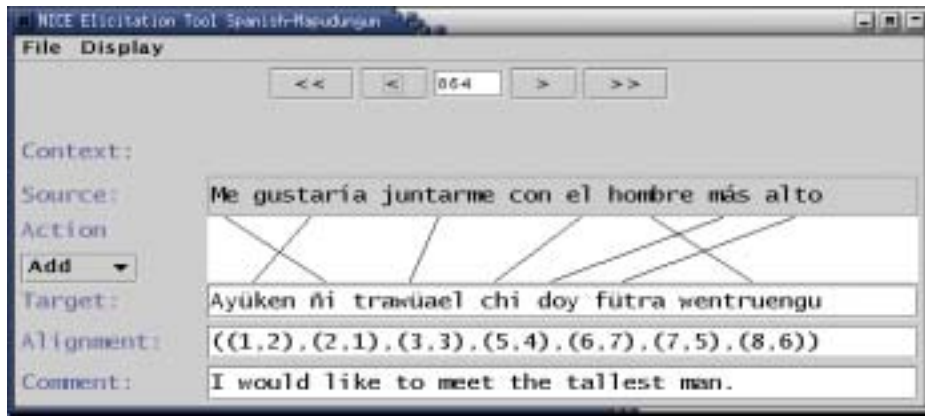 NICE Elicitation Tool Spanish-Mapudungun
File Display
<< < 864 > >>
Context:
Source: Me gustaría juntarme con el hombre más alto
Action
Add
Target: Ayüken ñi trawüael chi doy fütra wentruengu
Alignment: ((1,2),(2,1),(3,3),(5,4),(6,7),(7,5),(8,6))
Comment: I would like to meet the tallest man.